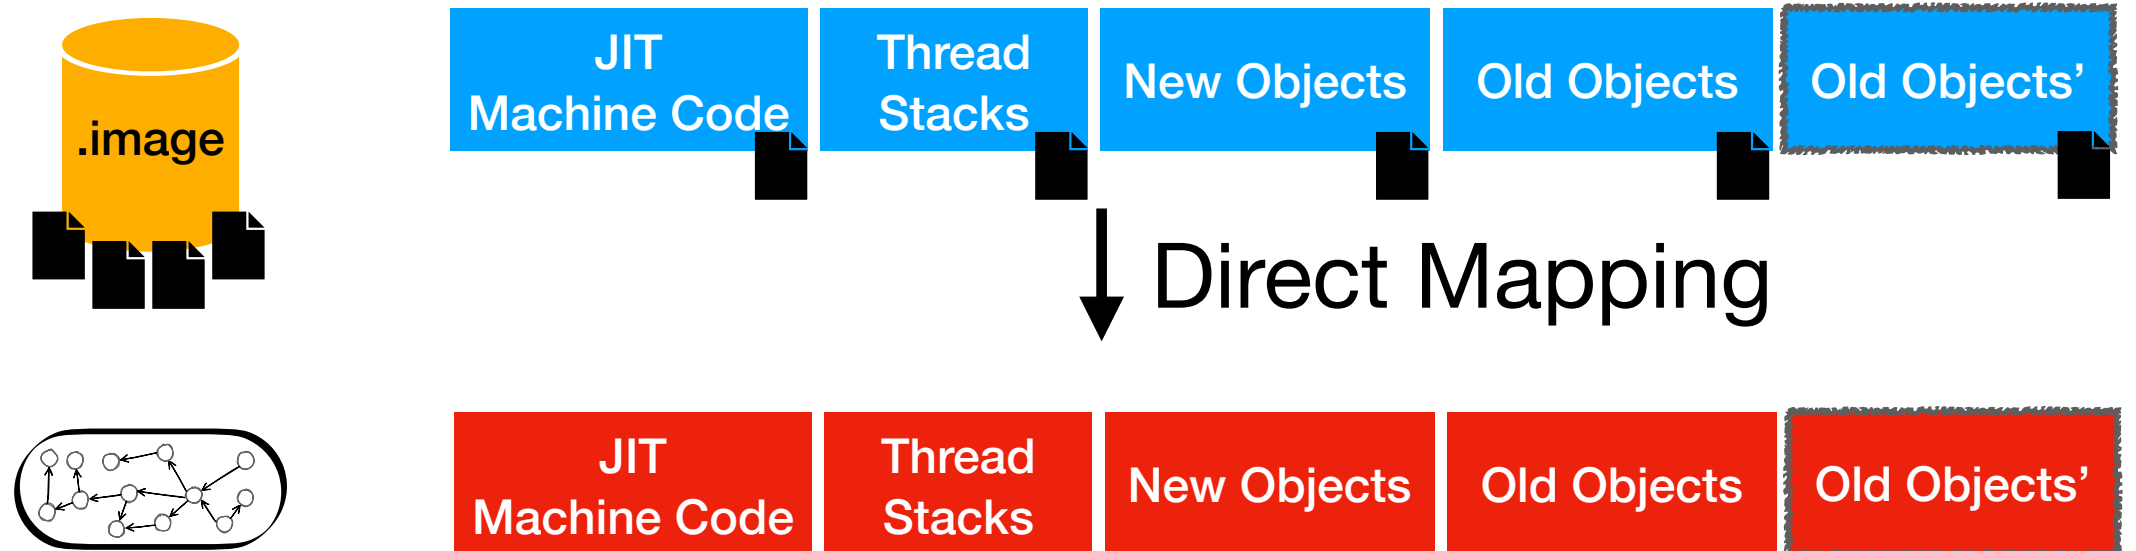 .image
JIT
Machine Code
Thread
Stacks
New Objects
Old Objects
Old Objects’
Direct Mapping
JIT
Machine Code
Thread
Stacks
New Objects
Old Objects
Old Objects’